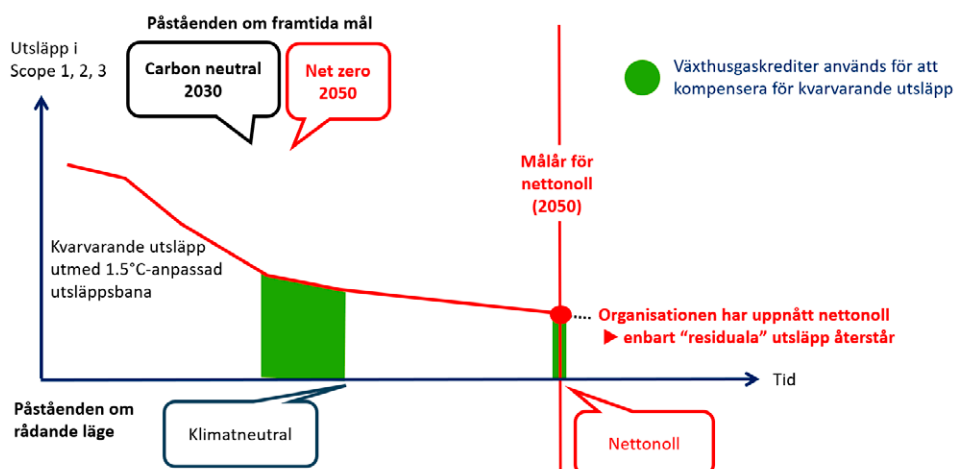 Påståenden om framtida mål
Utsläpp i
Scope 1, 2, 3
Carbon neutral
2030
Net zero
2050
Växthusgaskrediter används för att
kompensera för kvarvarande utsläpp
Målår för
nettonoll
(2050)
Kvarvarande utsläpp
utmed 1.5°C-anpassad
utsläppsbana
Organisationen har uppnått nettonoll
▶ enbart “residuala” utsläpp återstår
Tid
Påståenden om
rådande läge
Klimatneutral
Nettonoll